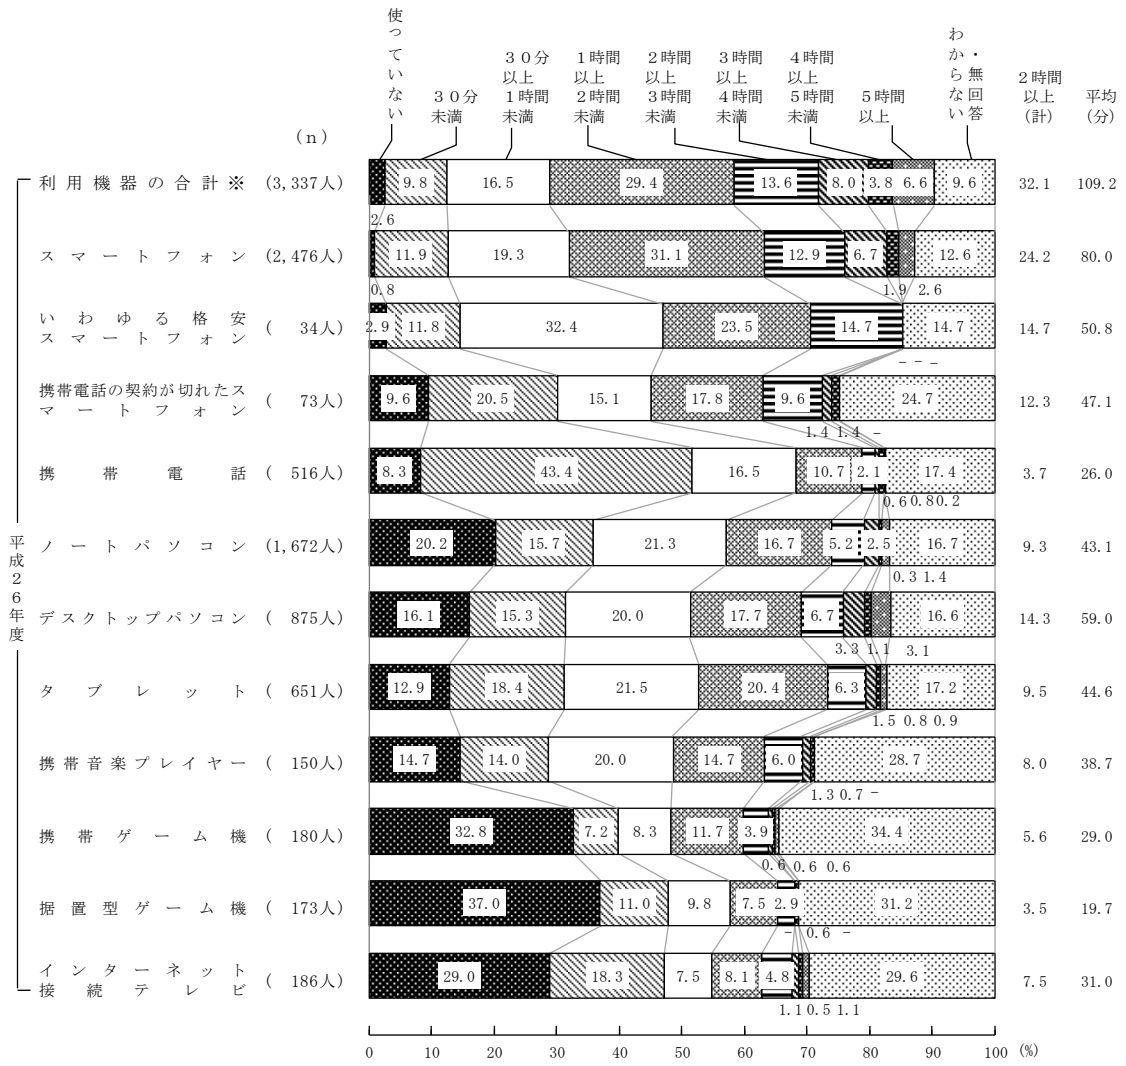 使っていない
３０分
未満
３０分
以上
１時間
未満
１時間
以上
２時間
未満
２時間
以上
３時間
未満
３時間
以上
４時間
未満
４時間
以上
５時間
未満
５時間
以上
わからない
・無回答
２時間
以上
（計）
平均
（分）
（ｎ）
平成２６年度
利用機器の合計※ (3,337人) 2.6 9.8 16.5 29.4 13.6 8.0 3.8 6.6 9.6 32.1 109.2
スマートフォン (2,476人) 0.8 11.9 19.3 31.1 12.9 6.7 1.9 2.6 12.6 24.2 80.0
いわゆる格安
スマートフォン ( 34人) 2.9 11.8 32.4 23.5 14.7 − − − 14.7 14.7 50.8
携帯電話の契約が切れたス
マートフォン ( 73人) 9.6 20.5 15.1 17.8 9.6 1.4 1.4 − 24.7 12.3 47.1
携帯電話 ( 516人) 8.3 43.4 16.5 10.7 2.1 0.6 0.8 0.2 17.4 3.7 26.0
ノートパソコン (1,672人) 20.2 15.7 21.3 16.7 5.2 2.5 0.3 1.4 16.7 9.3 43.1
デスクトップパソコン ( 875人) 16.1 15.3 20.0 17.7 6.7 3.3 1.1 3.1 16.6 14.3 59.0
タブレット ( 651人) 12.9 18.4 21.5 20.4 6.3 1.5 0.8 0.9 17.2 9.5 44.6
携帯音楽プレイヤー ( 150人) 14.7 14.0 20.0 14.7 6.0 1.3 0.7 − 28.7 8.0 38.7
携帯ゲーム機 ( 180人) 32.8 7.2 8.3 11.7 3.9 0.6 0.6 0.6 34.4 5.6 29.0
据置型ゲーム機 ( 173人) 37.0 11.0 9.8 7.5 2.9 − 0.6 − 31.2 3.5 19.7
インターネット
接続テレビ ( 186人) 29.0 18.3 7.5 8.1 4.8 1.1 0.5 1.1 29.6 7.5 31.0
0 10 20 30 40 50 60 70 80 90 100 (%)